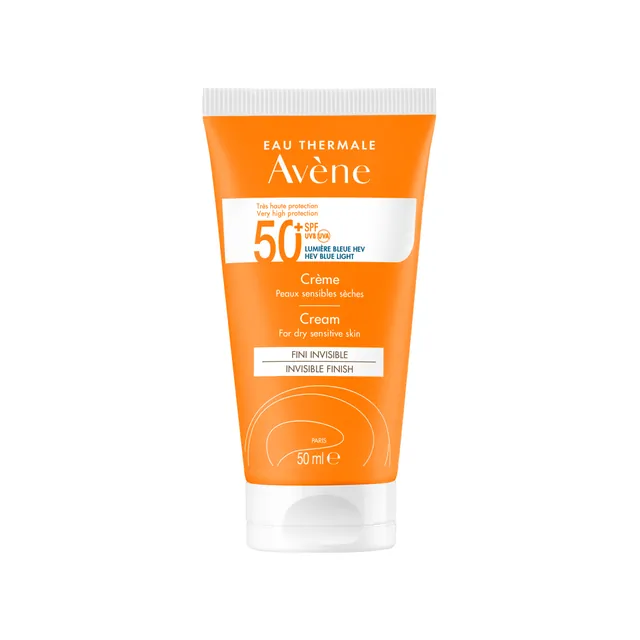 EAU THERMALE
Avène
Très haute protection
Very high protection
50+ SPF
UVB UVA
LUMIÈRE BLEUE HEV
HEV BLUE LIGHT
Crème
Peaux sensibles sèches
Cream
For dry sensitive skin
FINI INVISIBLE
INVISIBLE FINISH
PARIS
50 ml ℮